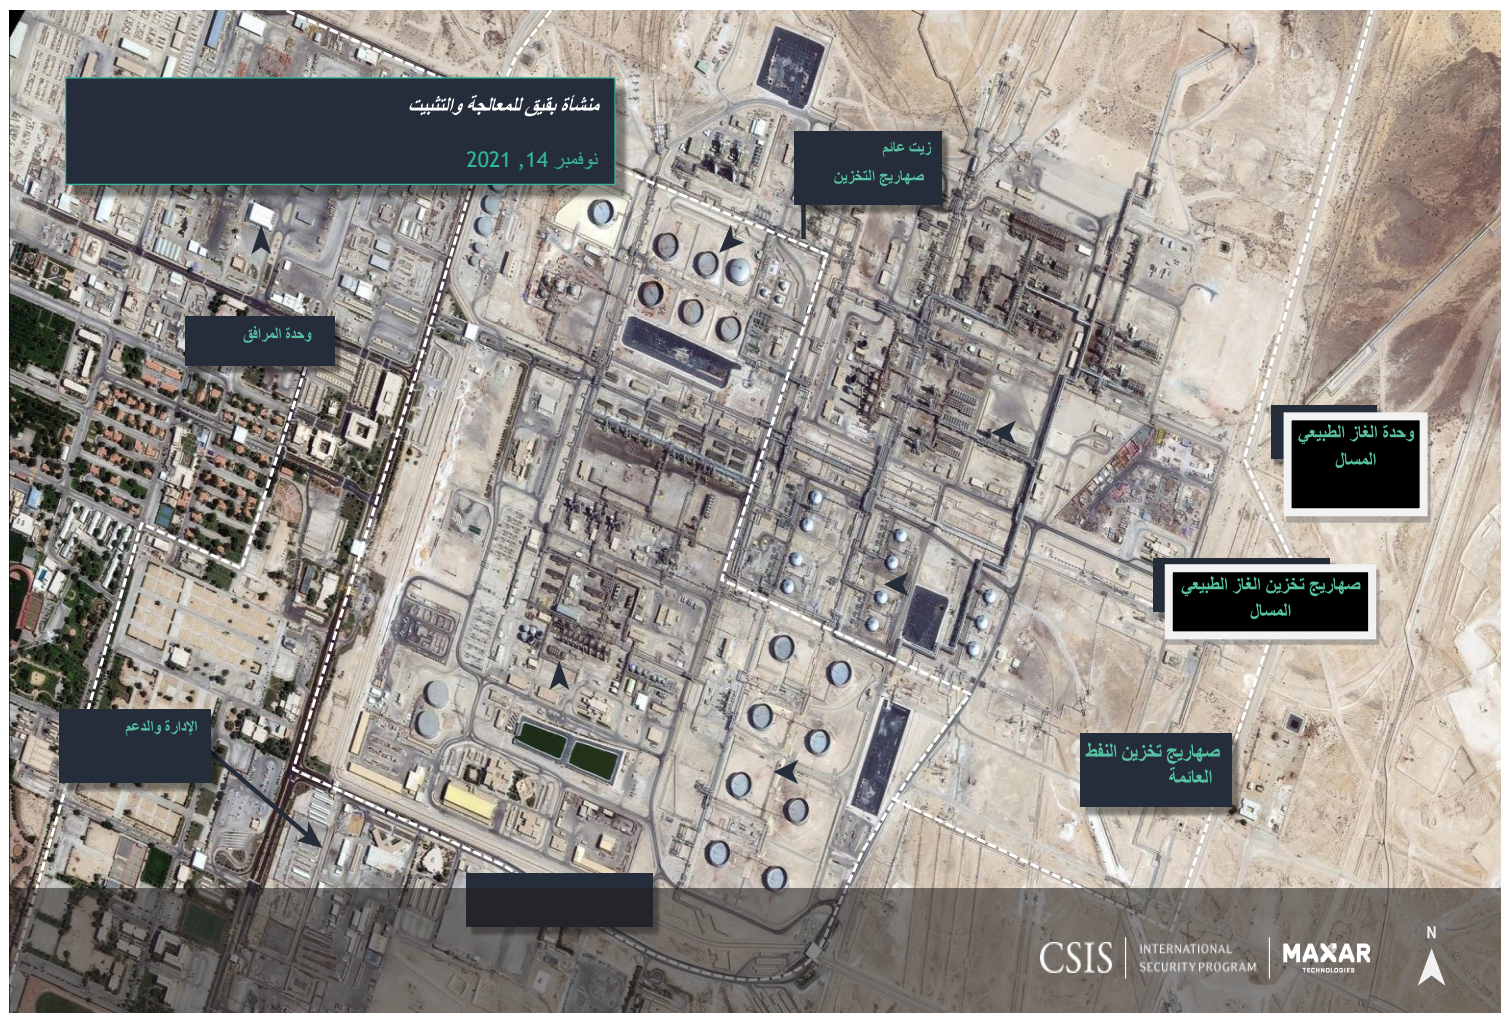 منشأة بقيق للمعالجة والتثبيت
نوفمبر 14, 2021
زيت عائم
صهاريج التخزين
وحدة المرافق
وحدة الغاز الطبيعي
المسال
صهاريج تخزين الغاز الطبيعي
المسال
الإدارة والدعم
صهاريج تخزين النفط
العائمة
CSIS
INTERNATIONAL
SECURITY PROGRAM
MAXAR
TECHNOLOGIES
N